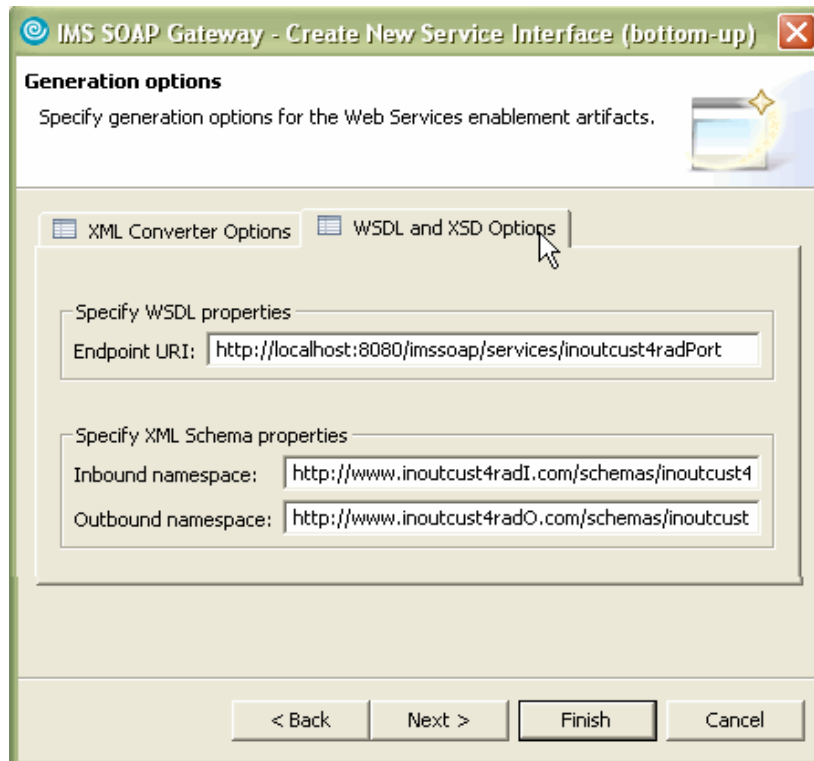 IMS SOAP Gateway - Create New Service Interface (bottom-up)
Generation options
Specify generation options for the Web Services enablement artifacts.
XML Converter Options
WSDL and XSD Options
Specify WSDL properties
Endpoint URI: http://localhost:8080/imssoap/services/inoutcust4radPort
Specify XML Schema properties
Inbound namespace: http://www.inoutcust4radI.com/schemas/inoutcust4
Outbound namespace: http://www.inoutcust4radO.com/schemas/inoutcust
< Back Next > Finish Cancel